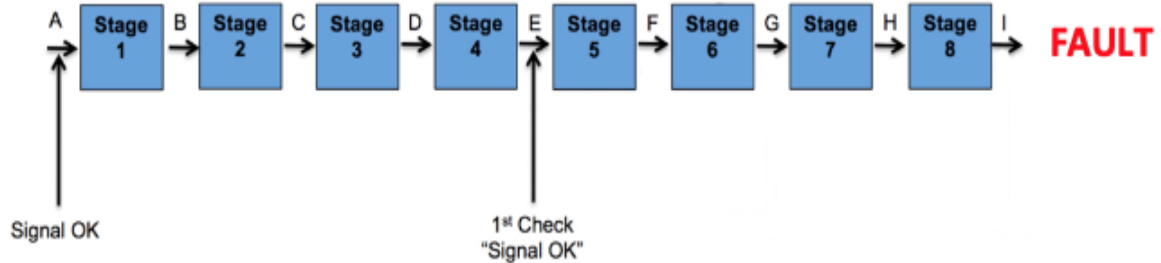 A B C D E F G H I
Stage 1 Stage 2 Stage 3 Stage 4 Stage 5 Stage 6 Stage 7 Stage 8
FAULT
Signal OK
1st Check
“Signal OK”